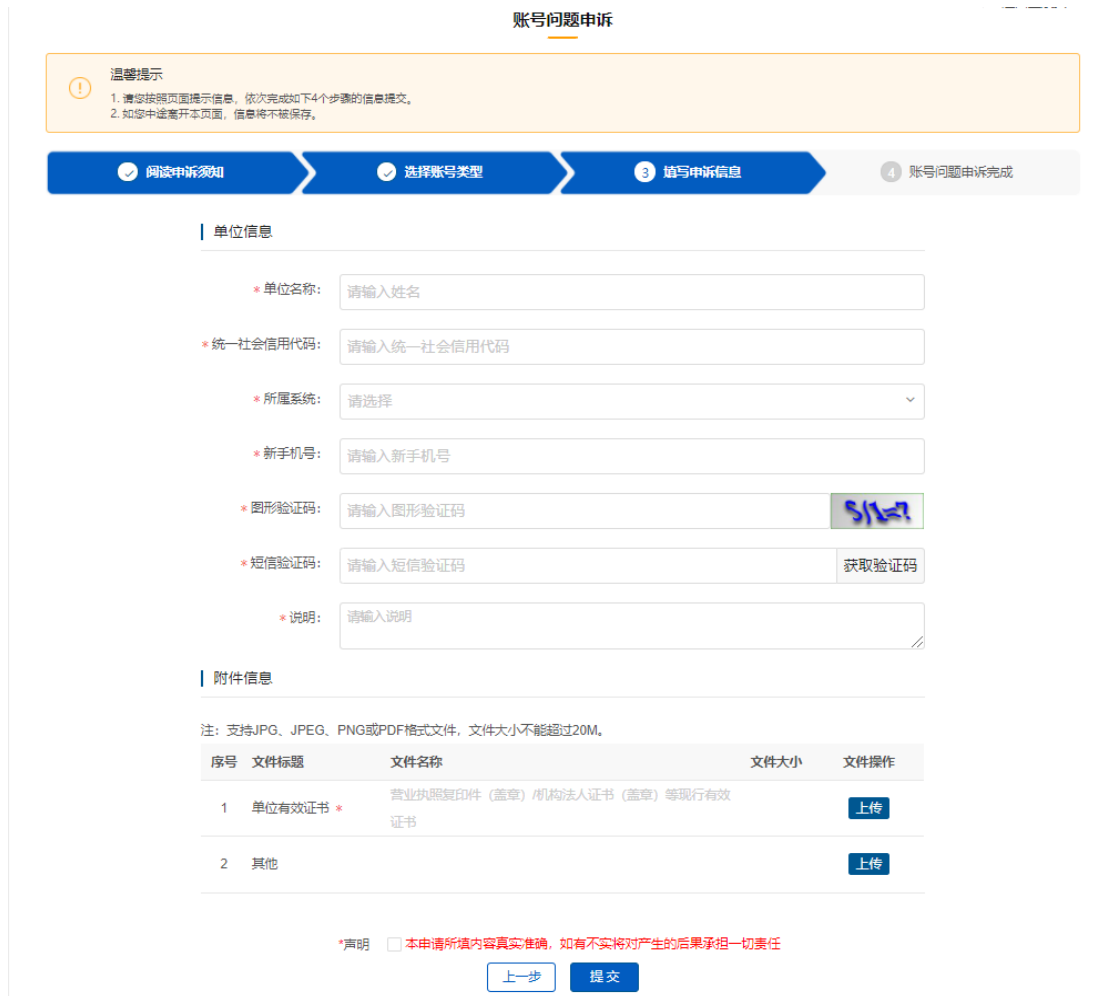 账号问题申诉
温馨提示
1. 请您按照页面提示信息，依次完成如下4个步骤的信息提交。
2. 如您中途离开本页面，信息将不被保存。
阅读申诉须知
选择账号类型
3 填写申诉信息
4 账号问题申诉完成
单位信息
*单位名称： 请输入姓名
*统一社会信用代码： 请输入统一社会信用代码
*所属系统： 请选择
*新手机号： 请输入新手机号
*图形验证码： 请输入图形验证码 5/1=?
*短信验证码： 请输入短信验证码 获取验证码
*说明： 请输入说明
附件信息
注：支持JPG、JPEG、PNG或PDF格式文件，文件大小不能超过20M。
序号 文件标题 文件名称 文件大小 文件操作
1 单位有效证书 * 营业执照复印件（盖章）/机构法人证书（盖章）等现行有效
证书 上传
2 其他 上传
*声明 本申请所填内容真实准确，如有不实将对产生的后果承担一切责任
上一步 提交